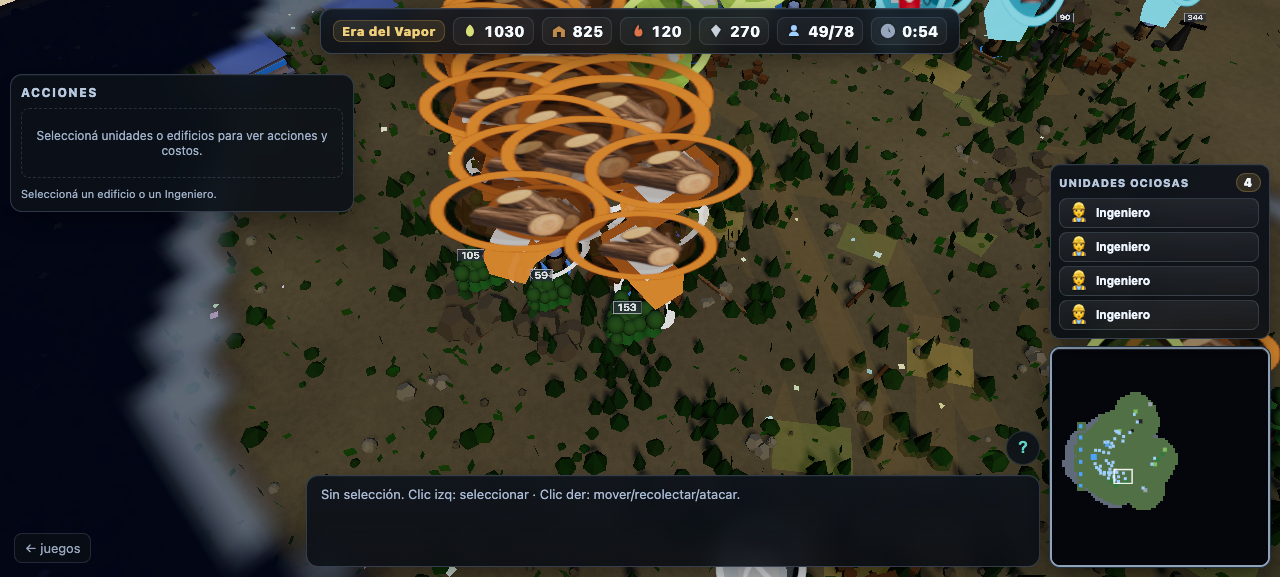 Era del Vapor
1030
825
120
270
49/78
0:54
90
344
ACCIONES
Seleccioná unidades o edificios para ver acciones y
costos.
Seleccioná un edificio o un Ingeniero.
UNIDADES OCIOSAS
4
Ingeniero
Ingeniero
Ingeniero
Ingeniero
105
59
153
?
Sin selección. Clic izq: seleccionar · Clic der: mover/recolectar/atacar.
← juegos